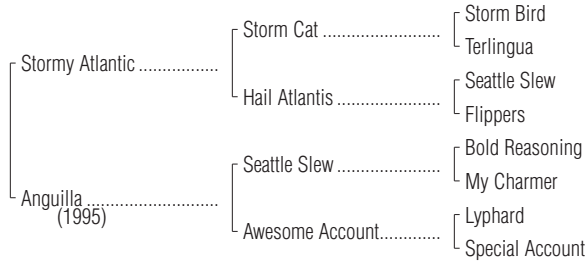 Storm Bird
Storm Cat ........................
Terlingua
Stormy Atlantic ................
Seattle Slew
Hail Atlantis .....................
Flippers
Bold Reasoning
Seattle Slew .....................
My Charmer
Anguilla ...........................
(1995)
Lyphard
Awesome Account............
Special Account